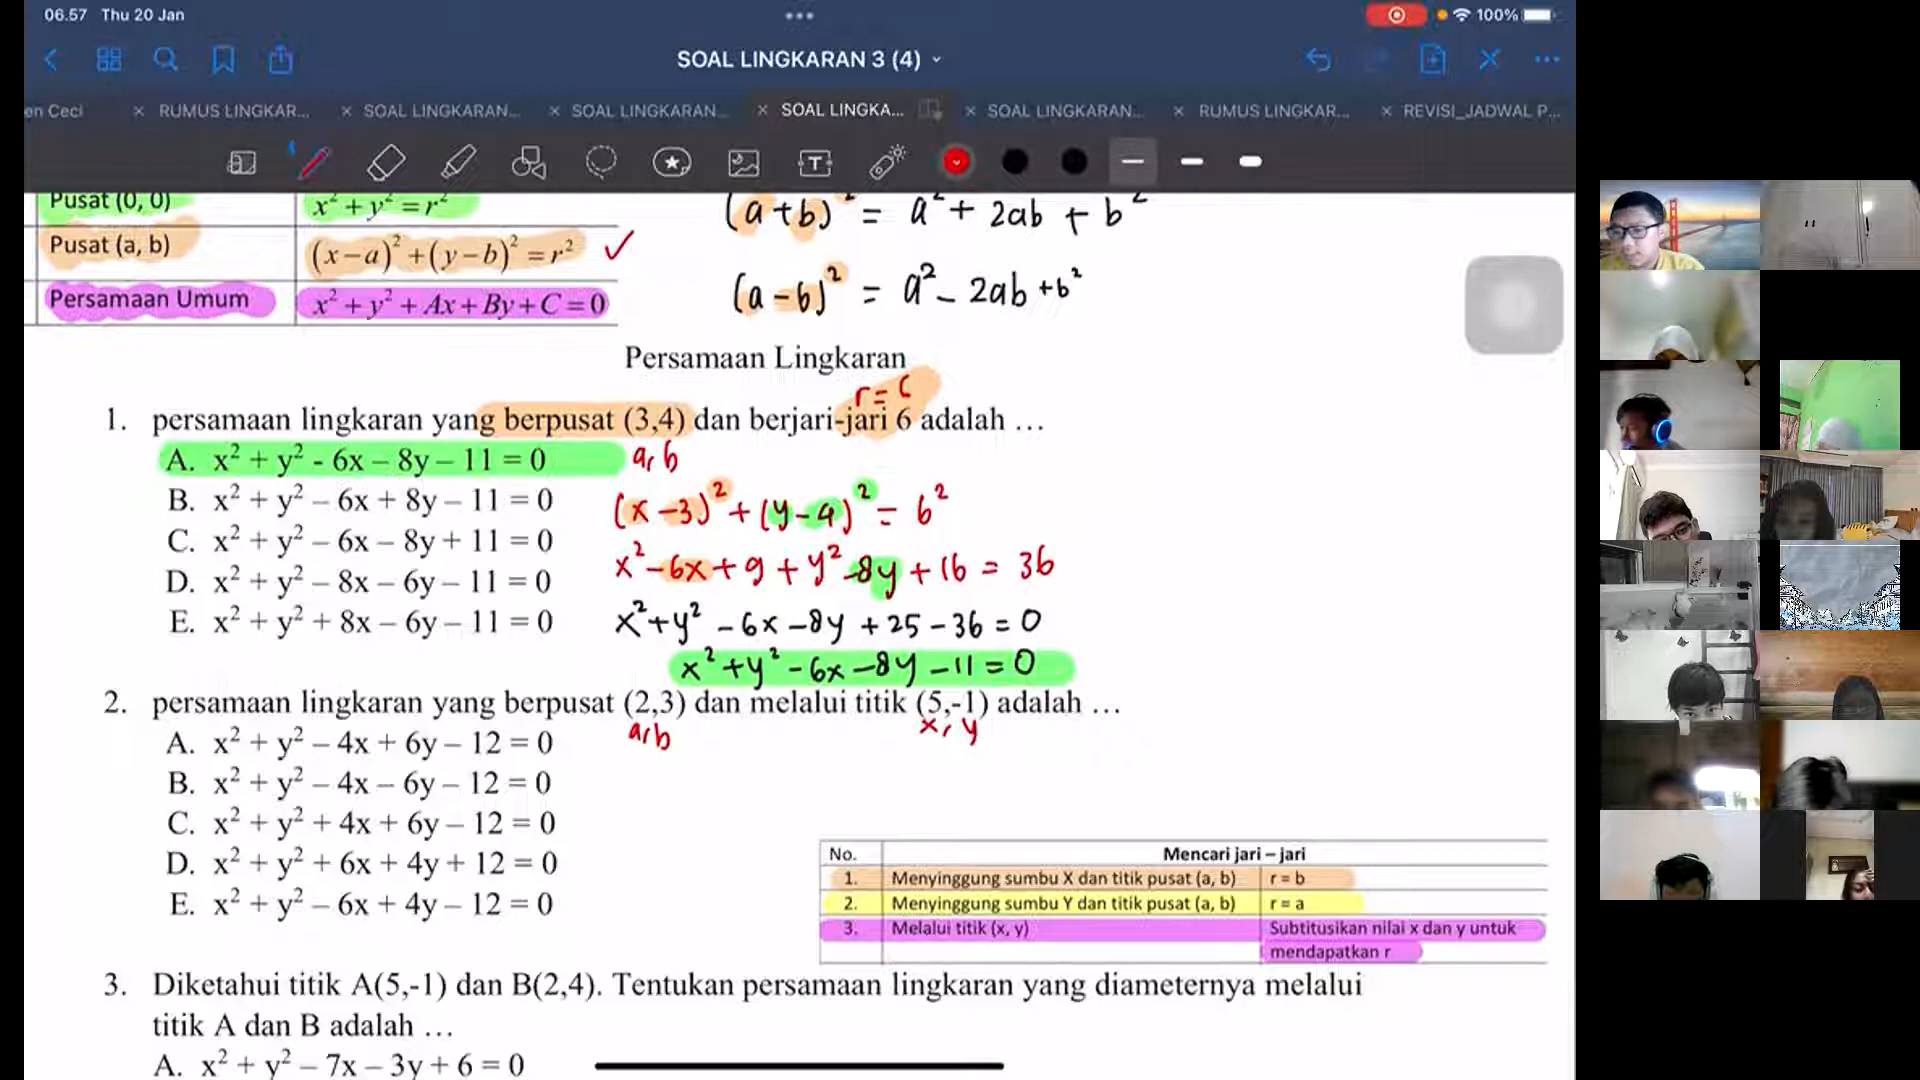 06.57 Thu 20 Jan
100%
SOAL LINGKARAN 3 (4)
en Ceci
RUMUS LINGKAR...
SOAL LINGKARAN...
SOAL LINGKARAN...
SOAL LINGKA...
SOAL LINGKARAN...
RUMUS LINGKAR...
REVISI_JADWAL P...
Pusat (0, 0) x² + y² = r²
(a+b)² = a² + 2ab + b²
Pusat (a, b) (x−a)² + (y−b)² = r² ✓
(a−b)² = a² − 2ab + b²
Persamaan Umum x² + y² + Ax + By + C = 0
Persamaan Lingkaran
r = 6
1. persamaan lingkaran yang berpusat (3,4) dan berjari-jari 6 adalah …
a, b
A. x² + y² - 6x – 8y – 11 = 0
B. x² + y² – 6x + 8y – 11 = 0
C. x² + y² – 6x – 8y + 11 = 0
D. x² + y² – 8x – 6y – 11 = 0
E. x² + y² + 8x – 6y – 11 = 0
(x −3)² + (y−4)² = 6²
x² −6x + 9 + y² −8y + 16 = 36
x² + y² − 6x − 8y + 25 − 36 = 0
x² + y² − 6x − 8y − 11 = 0
2. persamaan lingkaran yang berpusat (2,3) dan melalui titik (5,-1) adalah …
a, b x, y
A. x² + y² – 4x + 6y – 12 = 0
B. x² + y² – 4x – 6y – 12 = 0
C. x² + y² + 4x + 6y – 12 = 0
D. x² + y² + 6x + 4y + 12 = 0
E. x² + y² – 6x + 4y – 12 = 0
No. Mencari jari – jari
1. Menyinggung sumbu X dan titik pusat (a, b) r = b
2. Menyinggung sumbu Y dan titik pusat (a, b) r = a
3. Melalui titik (x, y) Subtitusikan nilai x dan y untuk
mendapatkan r
3. Diketahui titik A(5,-1) dan B(2,4). Tentukan persamaan lingkaran yang diameternya melalui
titik A dan B adalah …
A. x² + y² – 7x – 3y + 6 = 0